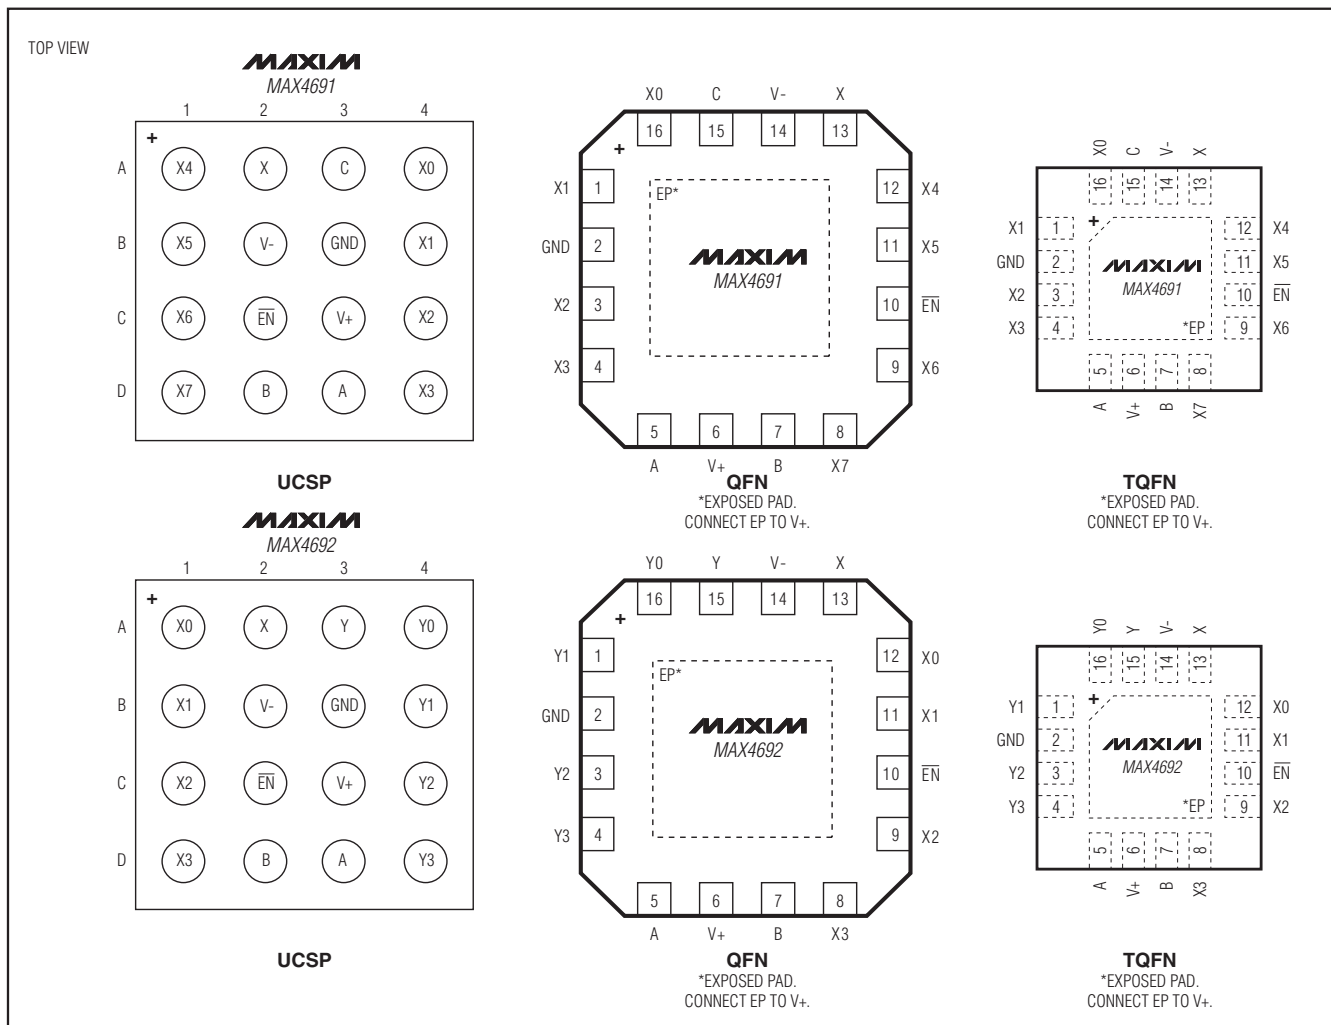 TOP VIEW
MAXIM
MAX4691
1 2 3 4
+
A X4 X C X0
B X5 V- GND X1
C X6 E̅N̅ V+ X2
D X7 B A X3
UCSP
X0 C V- X
16 15 14 13
+
X1 1 12 X4
EP*
GND 2 11 X5
MAXIM
MAX4691
X2 3 10 E̅N̅
X3 4 9 X6
5 6 7 8
A V+ B X7
QFN
*EXPOSED PAD.
CONNECT EP TO V+.
X0 C V- X
16 15 14 13
+
X1 1 12 X4
GND 2 11 X5
MAXIM
MAX4691
X2 3 10 E̅N̅
X3 4 9 X6
*EP
5 6 7 8
A V+ B X7
TQFN
*EXPOSED PAD.
CONNECT EP TO V+.
MAXIM
MAX4692
1 2 3 4
+
A X0 X Y Y0
B X1 V- GND Y1
C X2 E̅N̅ V+ Y2
D X3 B A Y3
UCSP
Y0 Y V- X
16 15 14 13
+
Y1 1 12 X0
EP*
GND 2 11 X1
MAXIM
MAX4692
Y2 3 10 E̅N̅
Y3 4 9 X2
5 6 7 8
A V+ B X3
QFN
*EXPOSED PAD.
CONNECT EP TO V+.
Y0 Y V- X
16 15 14 13
+
Y1 1 12 X0
GND 2 11 X1
MAXIM
MAX4692
Y2 3 10 E̅N̅
Y3 4 9 X2
*EP
5 6 7 8
A V+ B X3
TQFN
*EXPOSED PAD.
CONNECT EP TO V+.